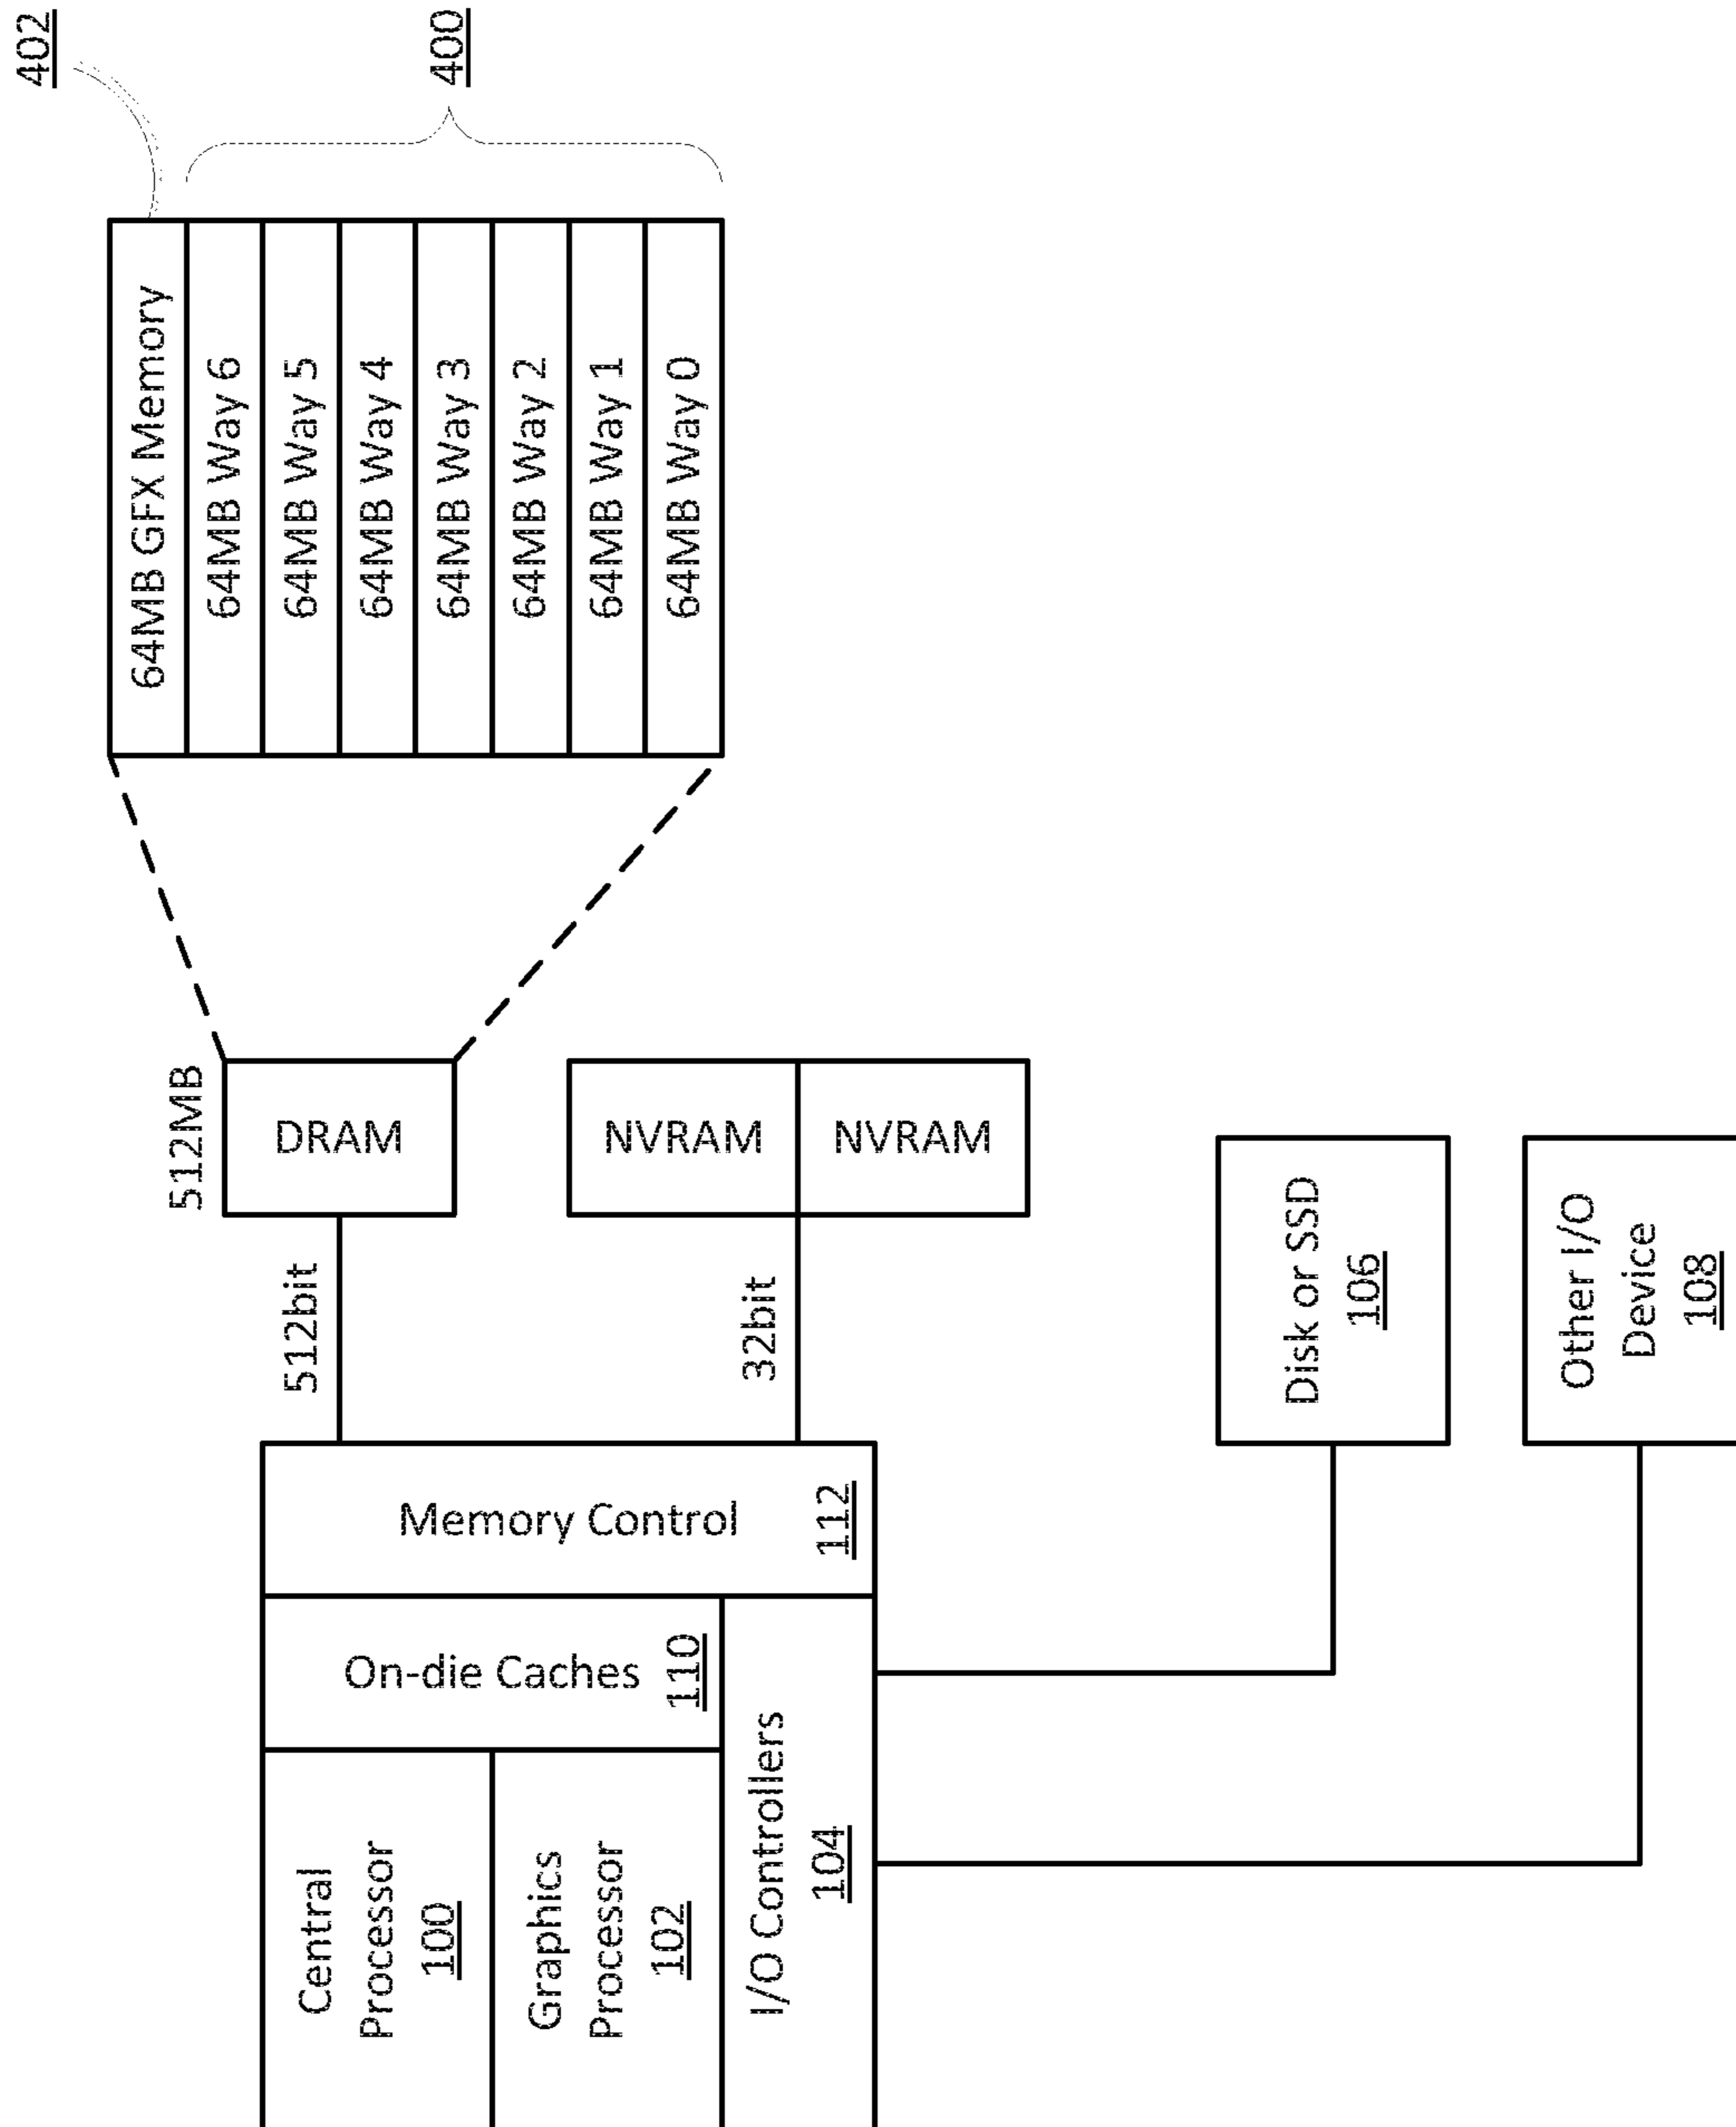 Central
Processor
100
Graphics
Processor
102
I/O Controllers
104
On-die Caches
110
Memory Control
112
512bit
32bit
512MB
DRAM
NVRAM
NVRAM
Disk or SSD
106
Other I/O
Device
108
64MB GFX Memory
64MB Way 6
64MB Way 5
64MB Way 4
64MB Way 3
64MB Way 2
64MB Way 1
64MB Way 0
402
400